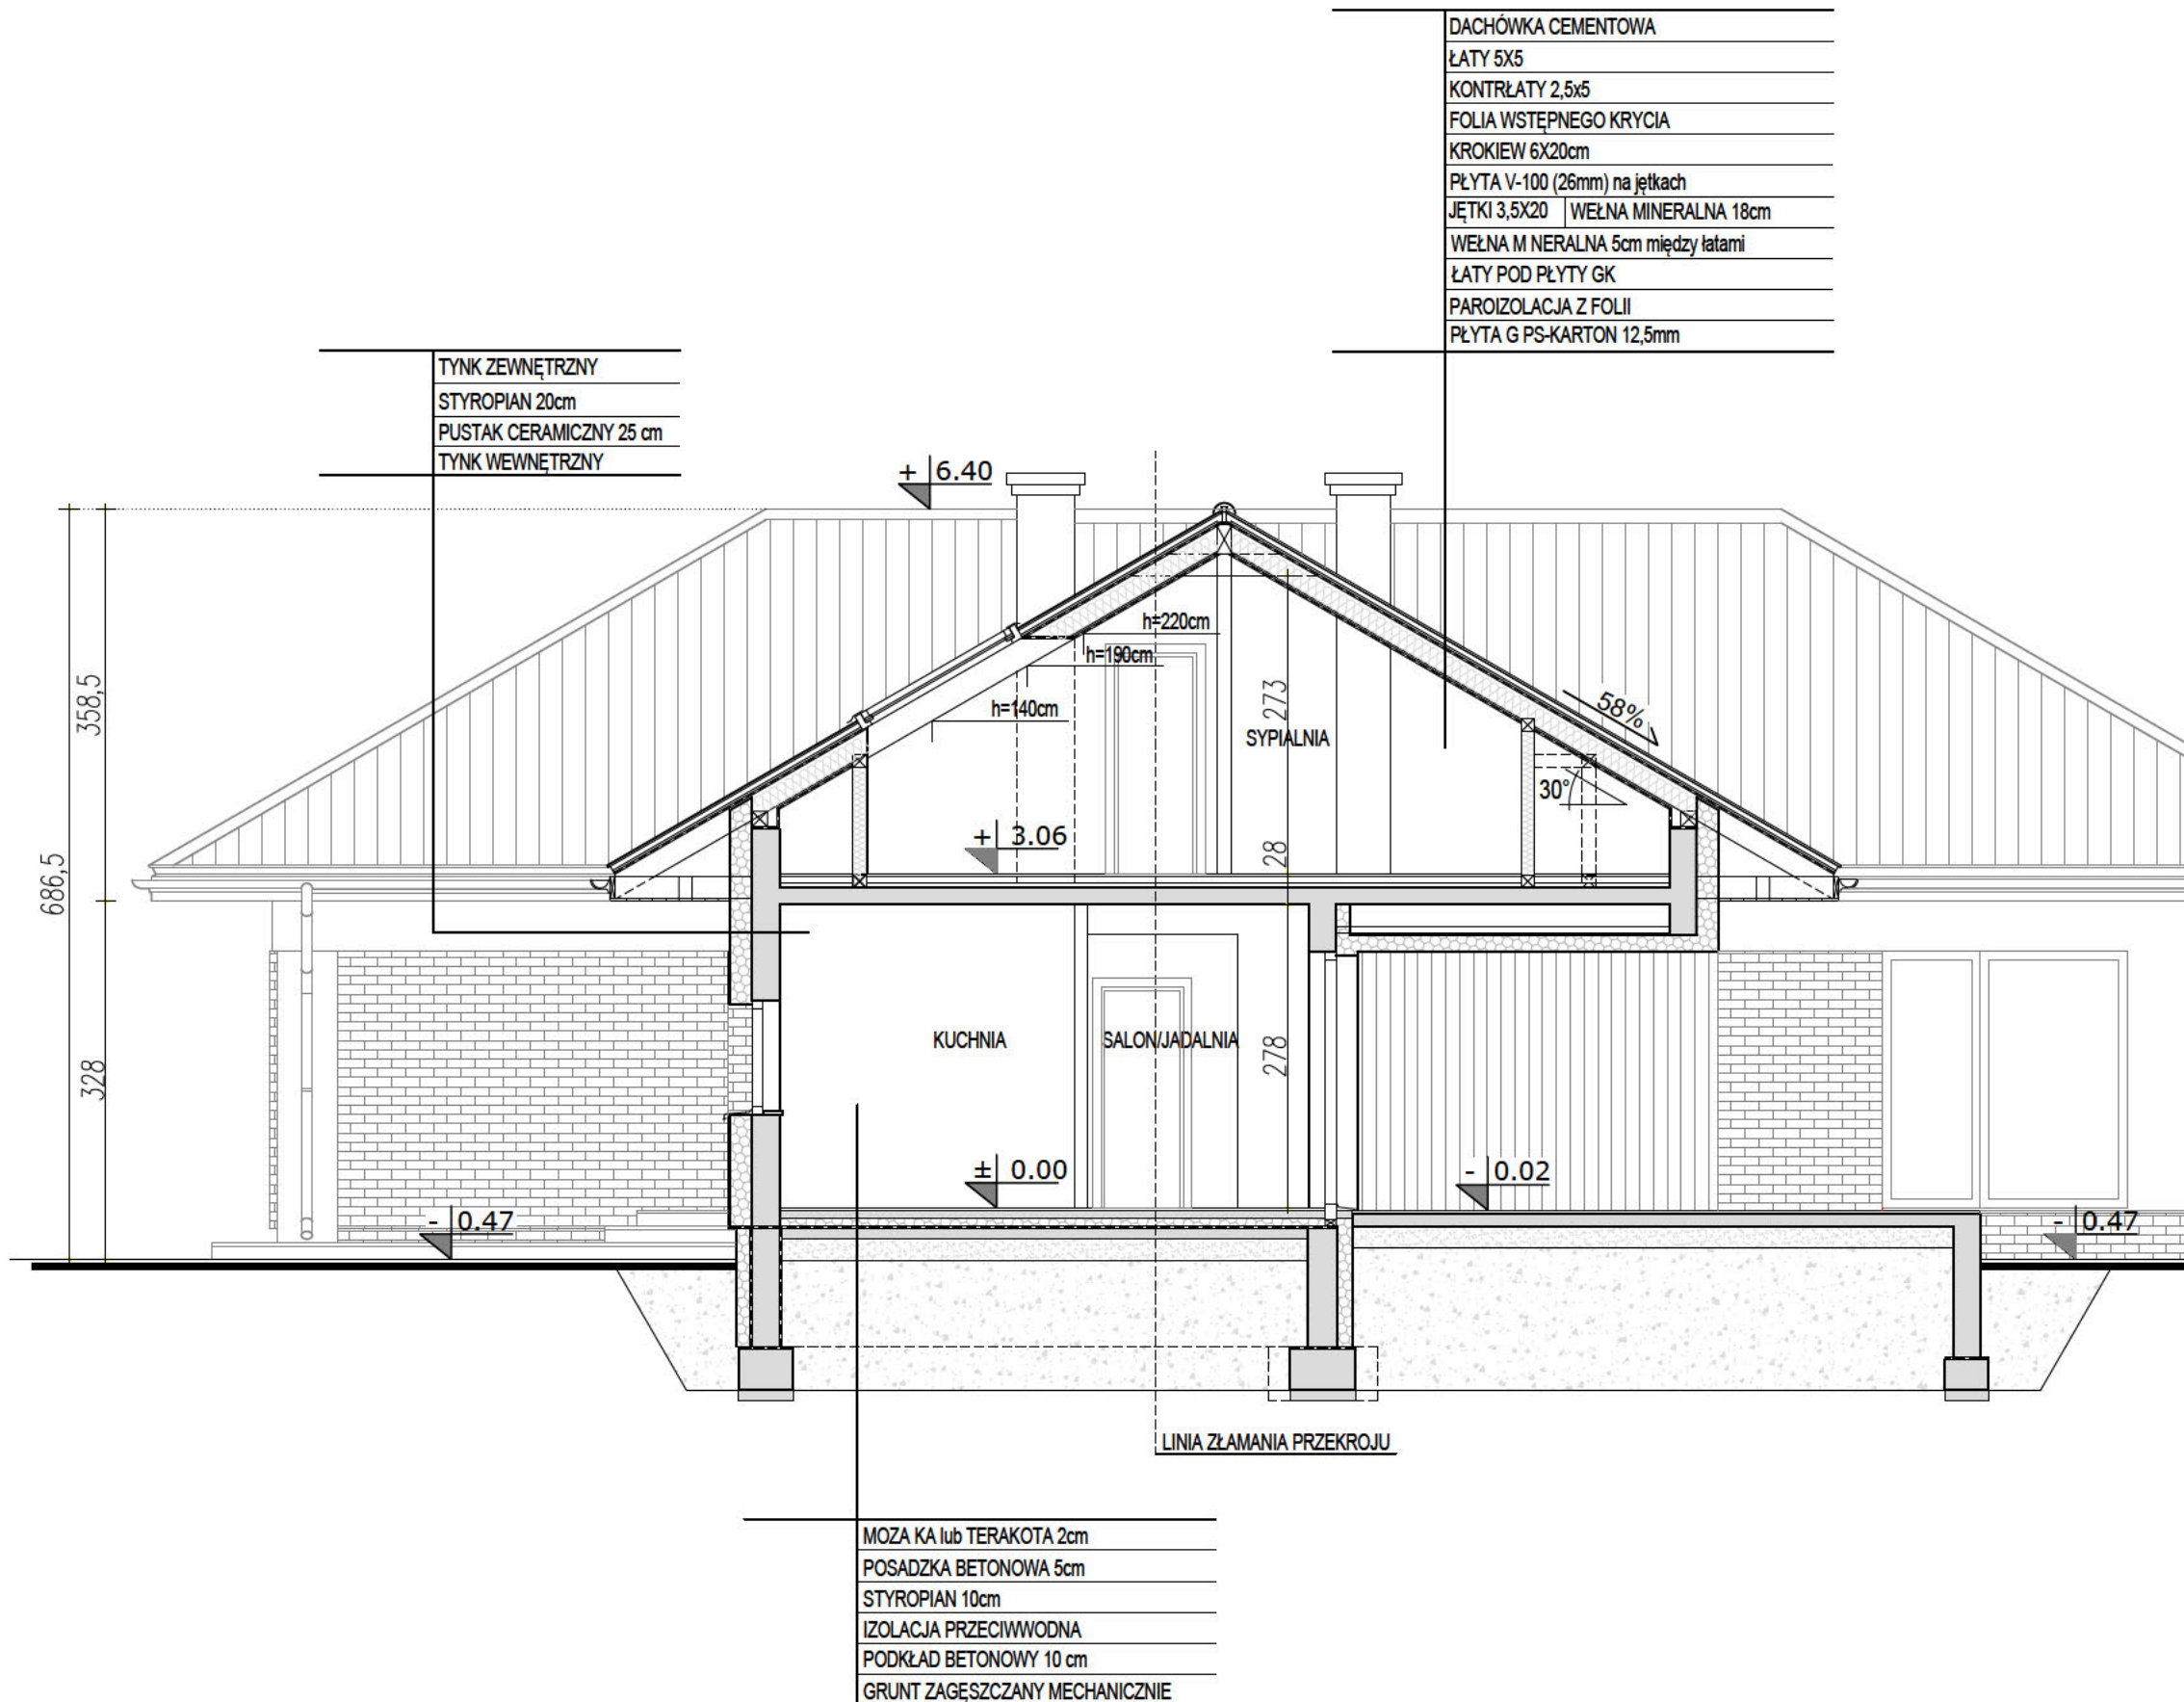 DACHÓWKA CEMENTOWA
ŁATY 5X5
KONTRŁATY 2,5x5
FOLIA WSTĘPNEGO KRYCIA
KROKIEW 6X20cm
PŁYTA V-100 (26mm) na jętkach
JĘTKI 3,5X20 WEŁNA MINERALNA 18cm
WEŁNA M NERALNA 5cm między łatami
ŁATY POD PŁYTY GK
PAROIZOLACJA Z FOLII
PŁYTA G PS-KARTON 12,5mm
TYNK ZEWNĘTRZNY
STYROPIAN 20cm
PUSTAK CERAMICZNY 25 cm
TYNK WEWNĘTRZNY
+ 6.40
h=220cm
h=190cm
h=140cm
358,5
273
58%
SYPIALNIA
30°
+ 3.06
28
686,5
328
KUCHNIA
SALON/JADALNIA
278
± 0.00
- 0.02
- 0.47
- 0.47
LINIA ZŁAMANIA PRZEKROJU
MOZA KA lub TERAKOTA 2cm
POSADZKA BETONOWA 5cm
STYROPIAN 10cm
IZOLACJA PRZECIWWODNA
PODKŁAD BETONOWY 10 cm
GRUNT ZAGĘSZCZANY MECHANICZNIE